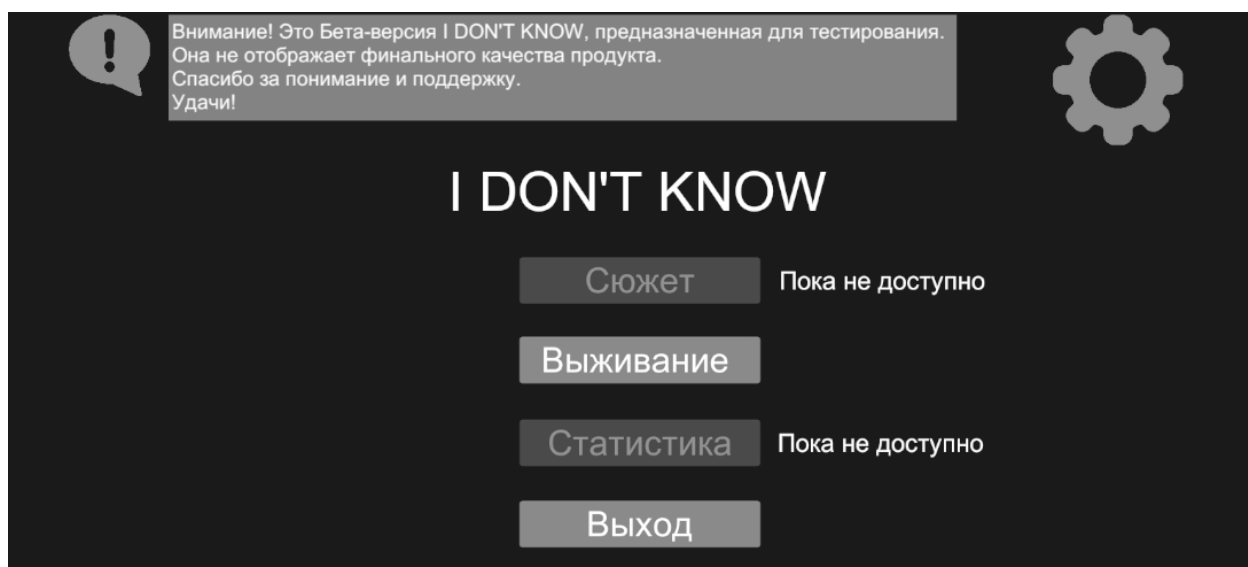 Внимание! Это Бета-версия I DON'T KNOW, предназначенная для тестирования.
Она не отображает финального качества продукта.
Спасибо за понимание и поддержку.
Удачи!
I DON'T KNOW
Сюжет Пока не доступно
Выживание
Статистика Пока не доступно
Выход